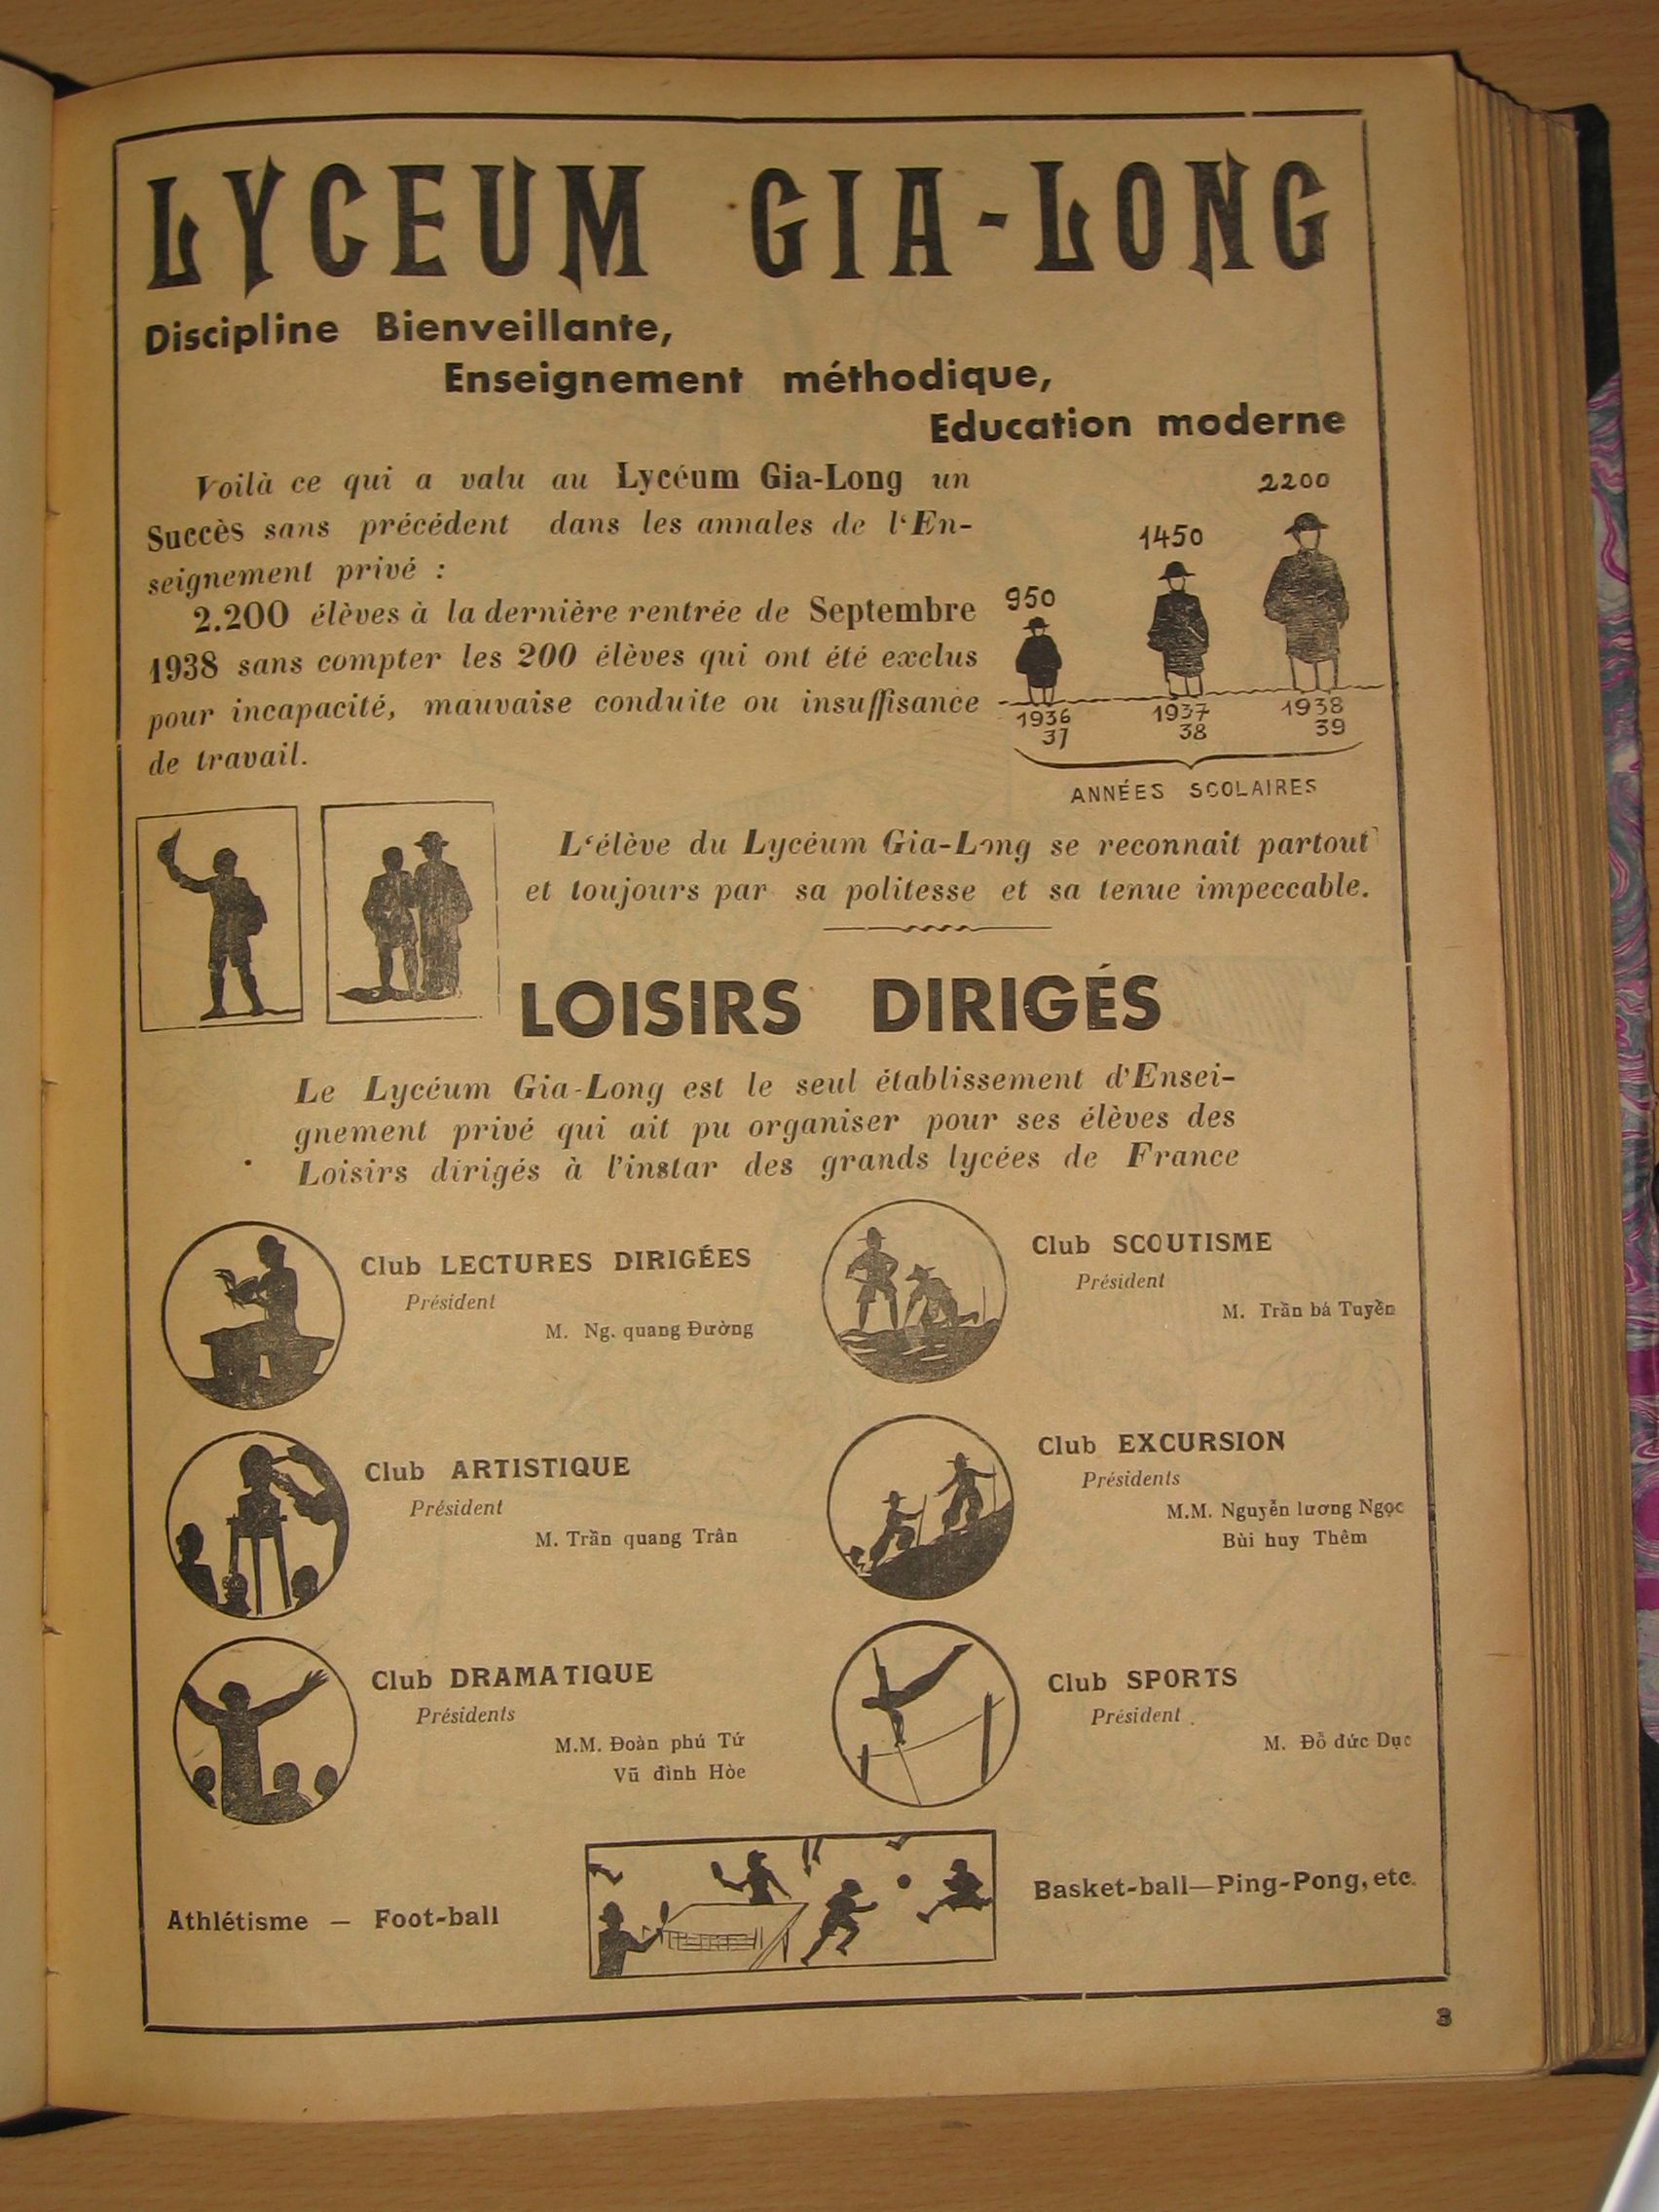 LYCEUM GIA-LONG
Discipline Bienveillante,
Enseignement méthodique,
Education moderne
Voilà ce qui a valu au Lycéum Gia-Long un
Succès sans précédent dans les annales de l'En-
seignement privé :
2.200 élèves à la dernière rentrée de Septembre
1938 sans compter les 200 élèves qui ont été exclus
pour incapacité, mauvaise conduite ou insuffisance
de travail.
950
1450
2200
1936
37
1937
38
1938
39
ANNÉES SCOLAIRES
L'élève du Lycéum Gia-Long se reconnait partout
et toujours par sa politesse et sa tenue impeccable.
LOISIRS DIRIGÉS
Le Lycéum Gia-Long est le seul établissement d'Ensei-
gnement privé qui ait pu organiser pour ses élèves des
Loisirs dirigés à l'instar des grands lycées de France
Club LECTURES DIRIGÉES
Président
M. Ng. quang Đường
Club SCOUTISME
Président
M. Trần bá Tuyền
Club ARTISTIQUE
Président
M. Trần quang Trân
Club EXCURSION
Présidents
M.M. Nguyễn lương Ngọc
Bùi huy Thêm
Club DRAMATIQUE
Présidents
M.M. Đoàn phú Tứ
Vũ đình Hòe
Club SPORTS
Président
M. Đỗ đức Dục
Athlétisme — Foot-ball
Basket-ball—Ping-Pong, etc.
3